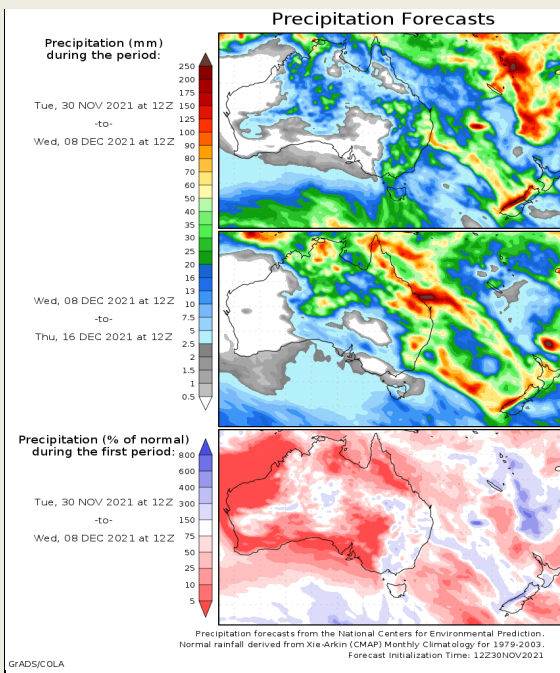 Precipitation Forecasts
Precipitation (mm)
during the period:
Tue, 30 NOV 2021 at 12Z
-to-
Wed, 08 DEC 2021 at 12Z
250
200
175
150
125
100
90
80
70
60
50
40
35
30
25
20
16
13
10
7.5
5
2.5
2
1.5
1
0.5
Wed, 08 DEC 2021 at 12Z
-to-
Thu, 16 DEC 2021 at 12Z
Precipitation (% of normal)
during the first period:
Tue, 30 NOV 2021 at 12Z
-to-
Wed, 08 DEC 2021 at 12Z
800
600
400
300
150
75
50
25
10
5
Precipitation forecasts from the National Centers for Environmental Prediction.
Normal rainfall derived from Xie-Arkin (CMAP) Monthly Climatology for 1979-2003.
Forecast Initialization Time: 12Z30NOV2021
GrADS/COLA